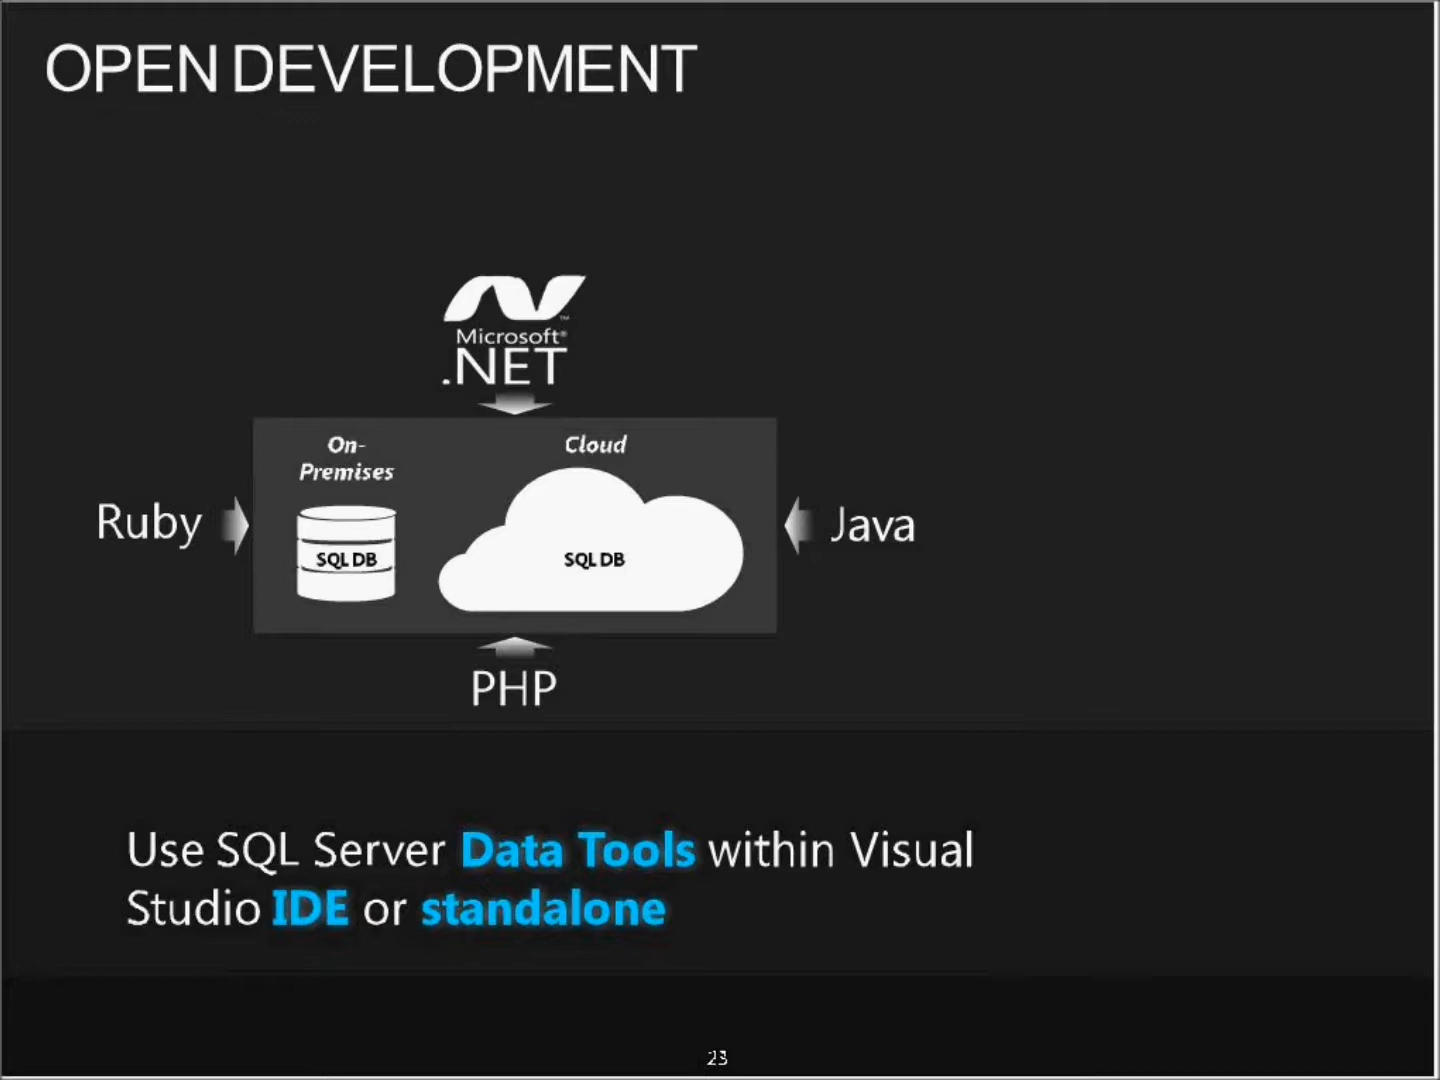 OPEN DEVELOPMENT
Microsoft®
.NET
On-
Premises
Cloud
Ruby
SQL DB
SQL DB
Java
PHP
Use SQL Server Data Tools within Visual
Studio IDE or standalone
23